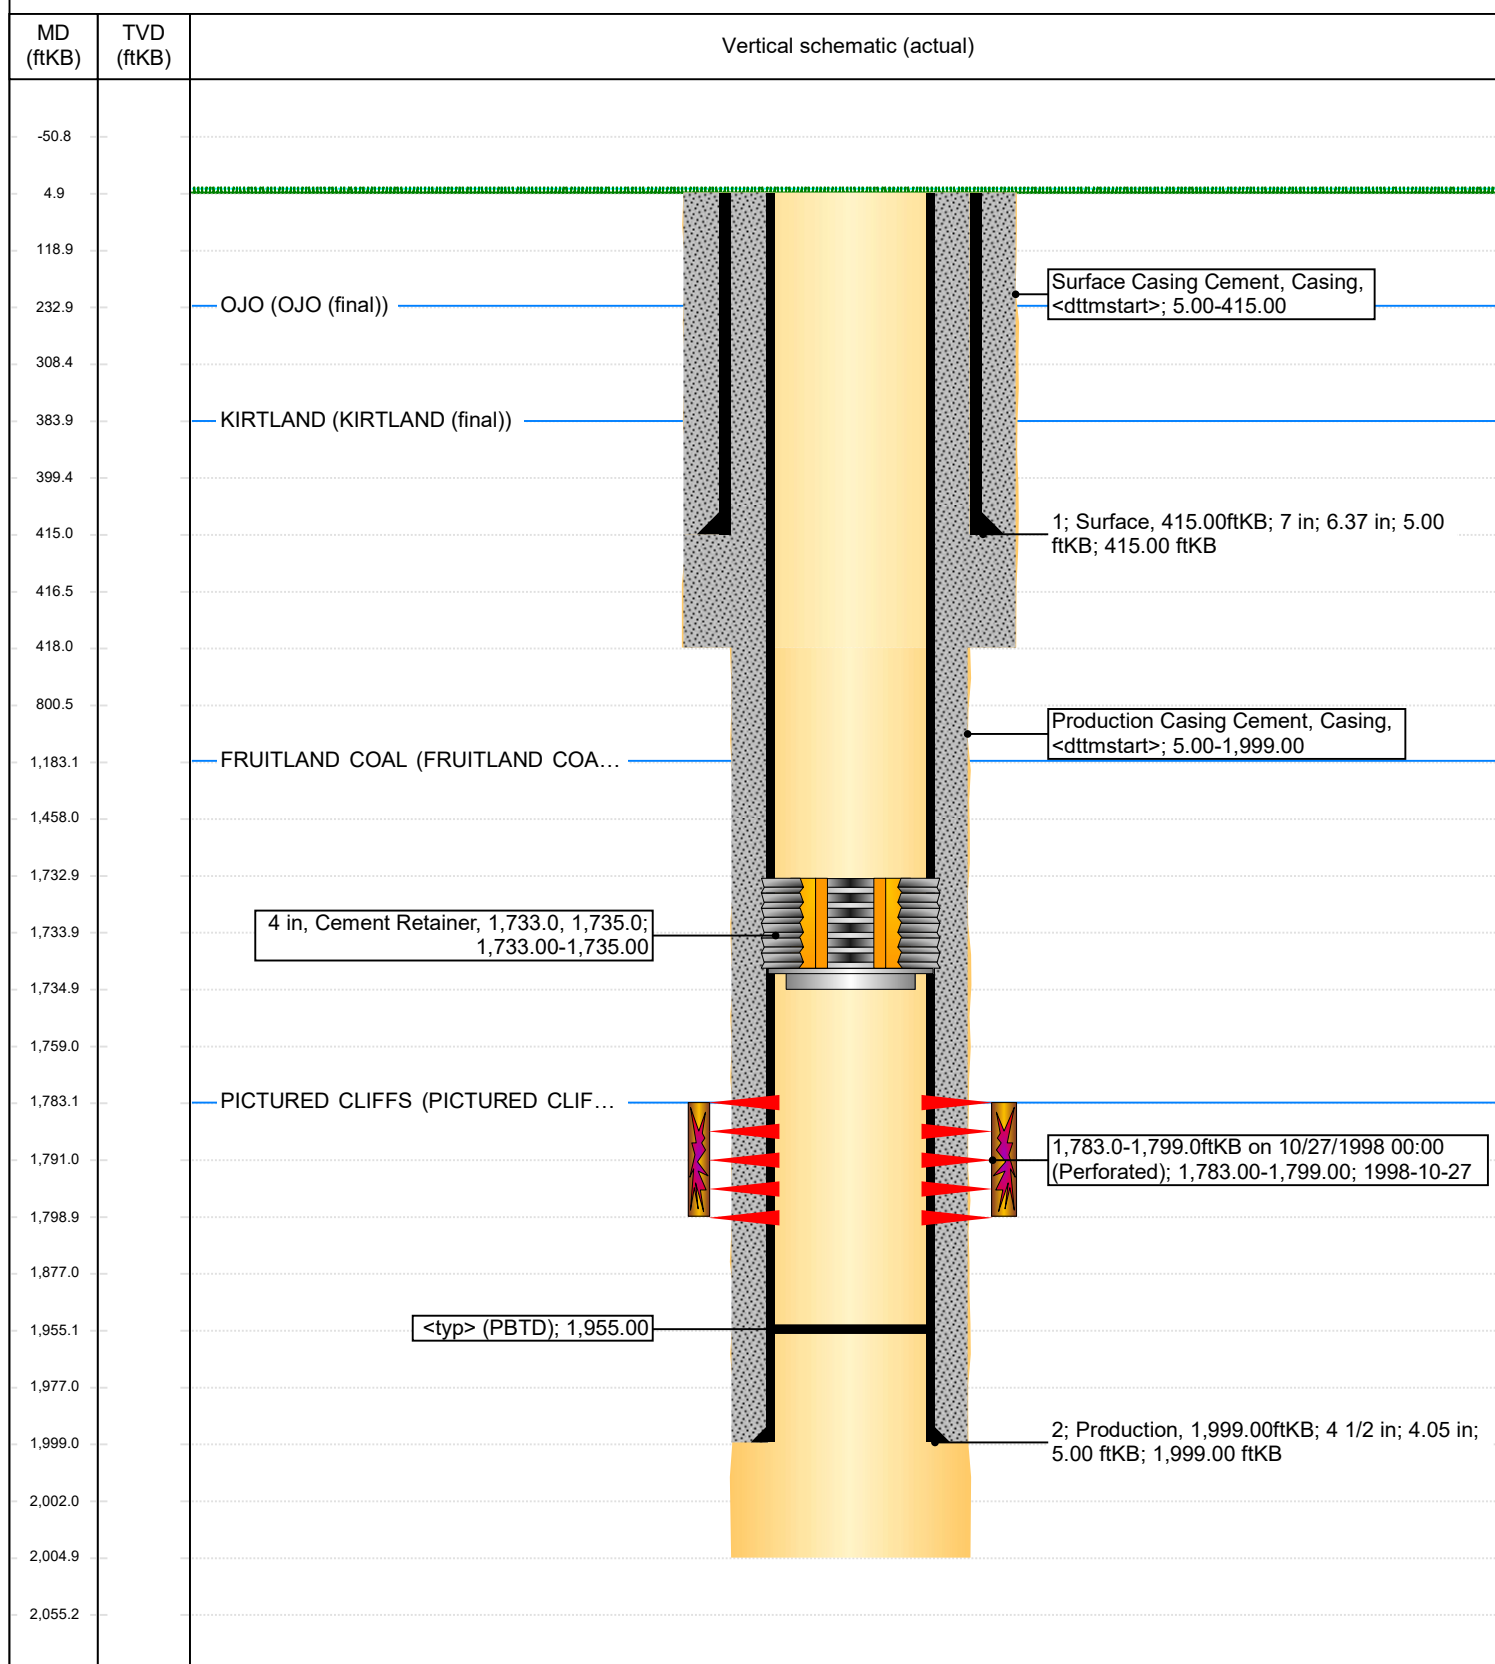 MD
(ftKB)
TVD
(ftKB)
Vertical schematic (actual)
-50.8
4.9
118.9
OJO (OJO (final))
Surface Casing Cement, Casing,
<dttmstart>; 5.00-415.00
232.9
308.4
383.9
KIRTLAND (KIRTLAND (final))
399.4
1; Surface, 415.00ftKB; 7 in; 6.37 in; 5.00
ftKB; 415.00 ftKB
415.0
416.5
418.0
800.5
Production Casing Cement, Casing,
<dttmstart>; 5.00-1,999.00
1,183.1
FRUITLAND COAL (FRUITLAND COA...
1,458.0
1,732.9
4 in, Cement Retainer, 1,733.0, 1,735.0;
1,733.00-1,735.00
1,733.9
1,734.9
1,759.0
1,783.1
PICTURED CLIFFS (PICTURED CLIF...
1,783.0-1,799.0ftKB on 10/27/1998 00:00
(Perforated); 1,783.00-1,799.00; 1998-10-27
1,791.0
1,798.9
1,877.0
<typ> (PBTD); 1,955.00
1,955.1
1,977.0
2; Production, 1,999.00ftKB; 4 1/2 in; 4.05 in;
5.00 ftKB; 1,999.00 ftKB
1,999.0
2,002.0
2,004.9
2,055.2